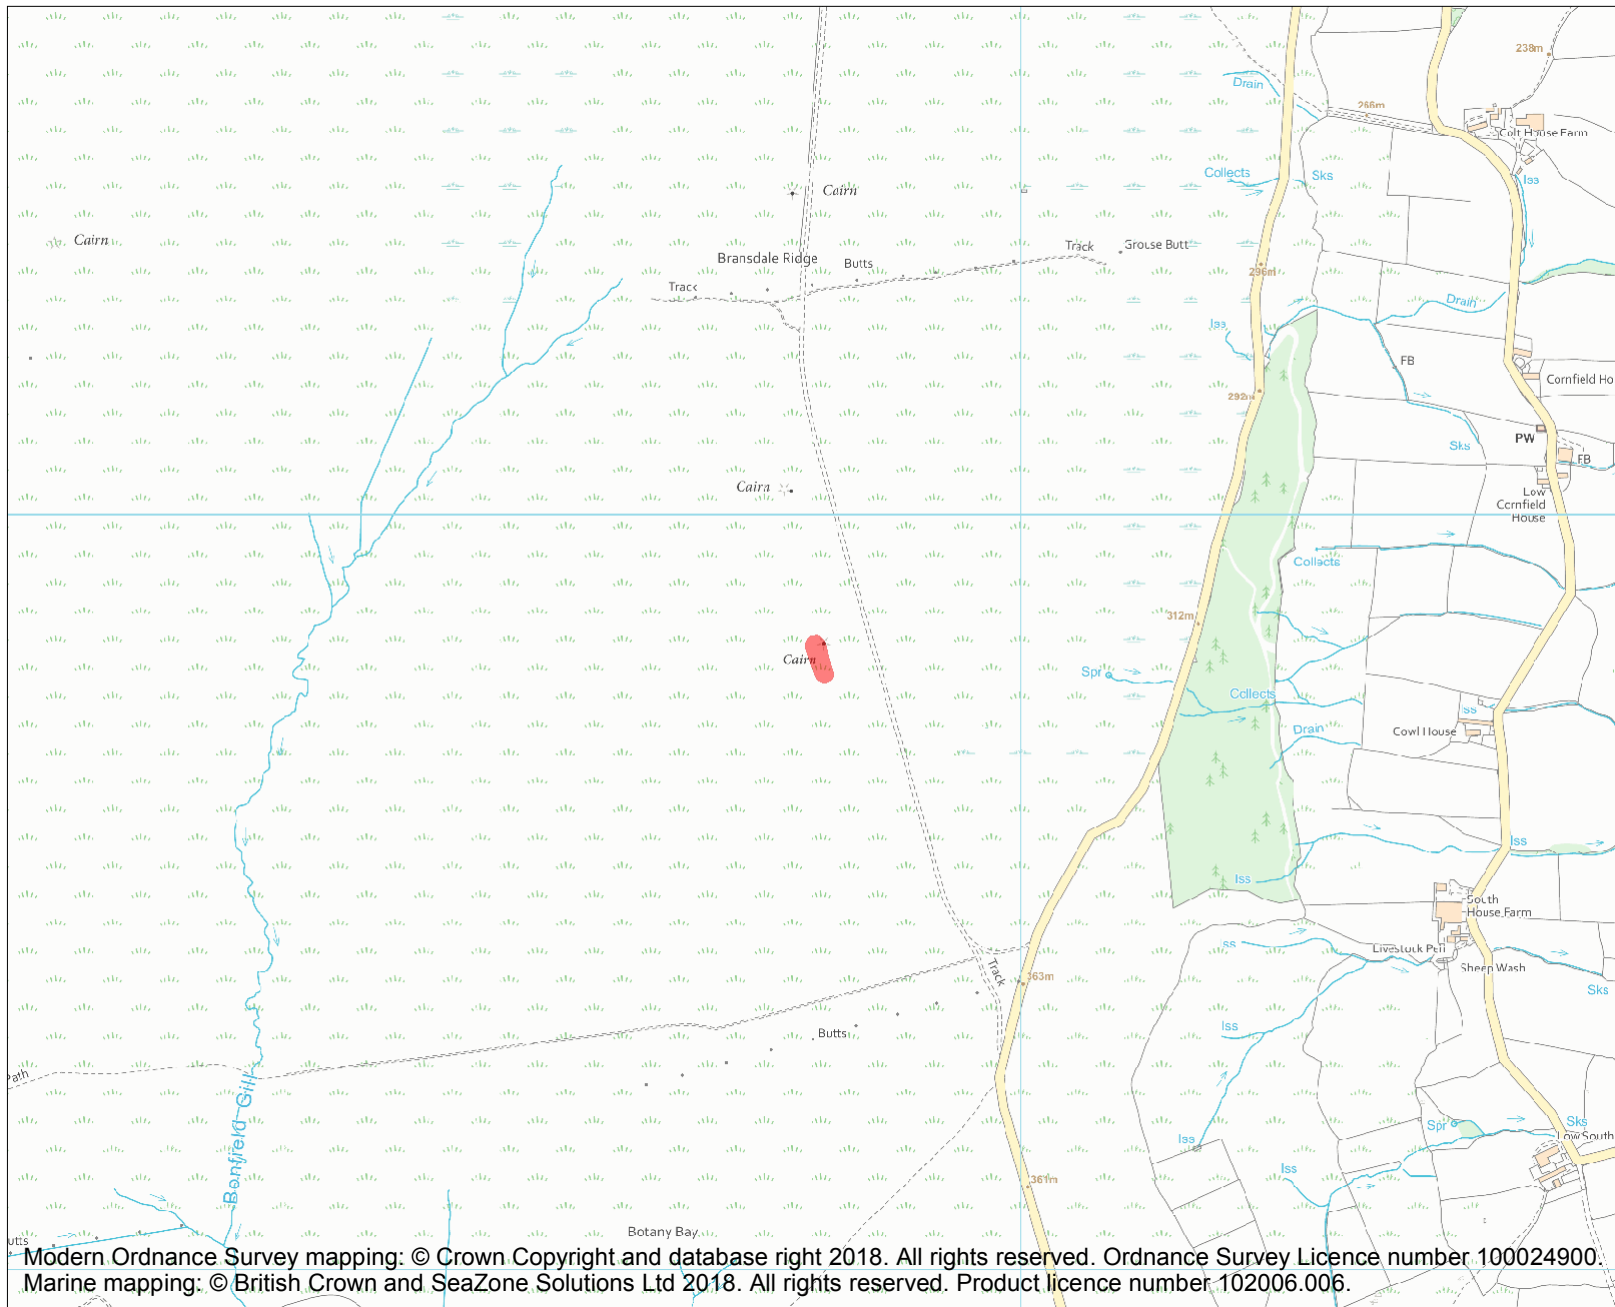 238m
Drain
266m
Colt House Farm
Collects
Sks
Iss
Cairn
Cairn
Track
Grouse Butt
Bransdale Ridge
Butts
296m
Track
Drain
Iss
FB
Cornfield Ho
292m
PW
Sks
FB
Cairn
Low
Cornfield
House
Collects
312m
Cairn
Spr
Collects
Iss
Drain
Cowl House
Iss
Iss
South
House Farm
Iss
Livestock Pen
Track
Sheep Wash
363m
Sks
Iss
Butts
Path
Bonfield Gill
Spr
Sks
Iss
Low South
Iss
361m
Botany Bay
utts
Modern Ordnance Survey mapping: © Crown Copyright and database right 2018. All rights reserved. Ordnance Survey Licence number 100024900.
Marine mapping: © British Crown and SeaZone Solutions Ltd 2018. All rights reserved. Product licence number 102006.006.